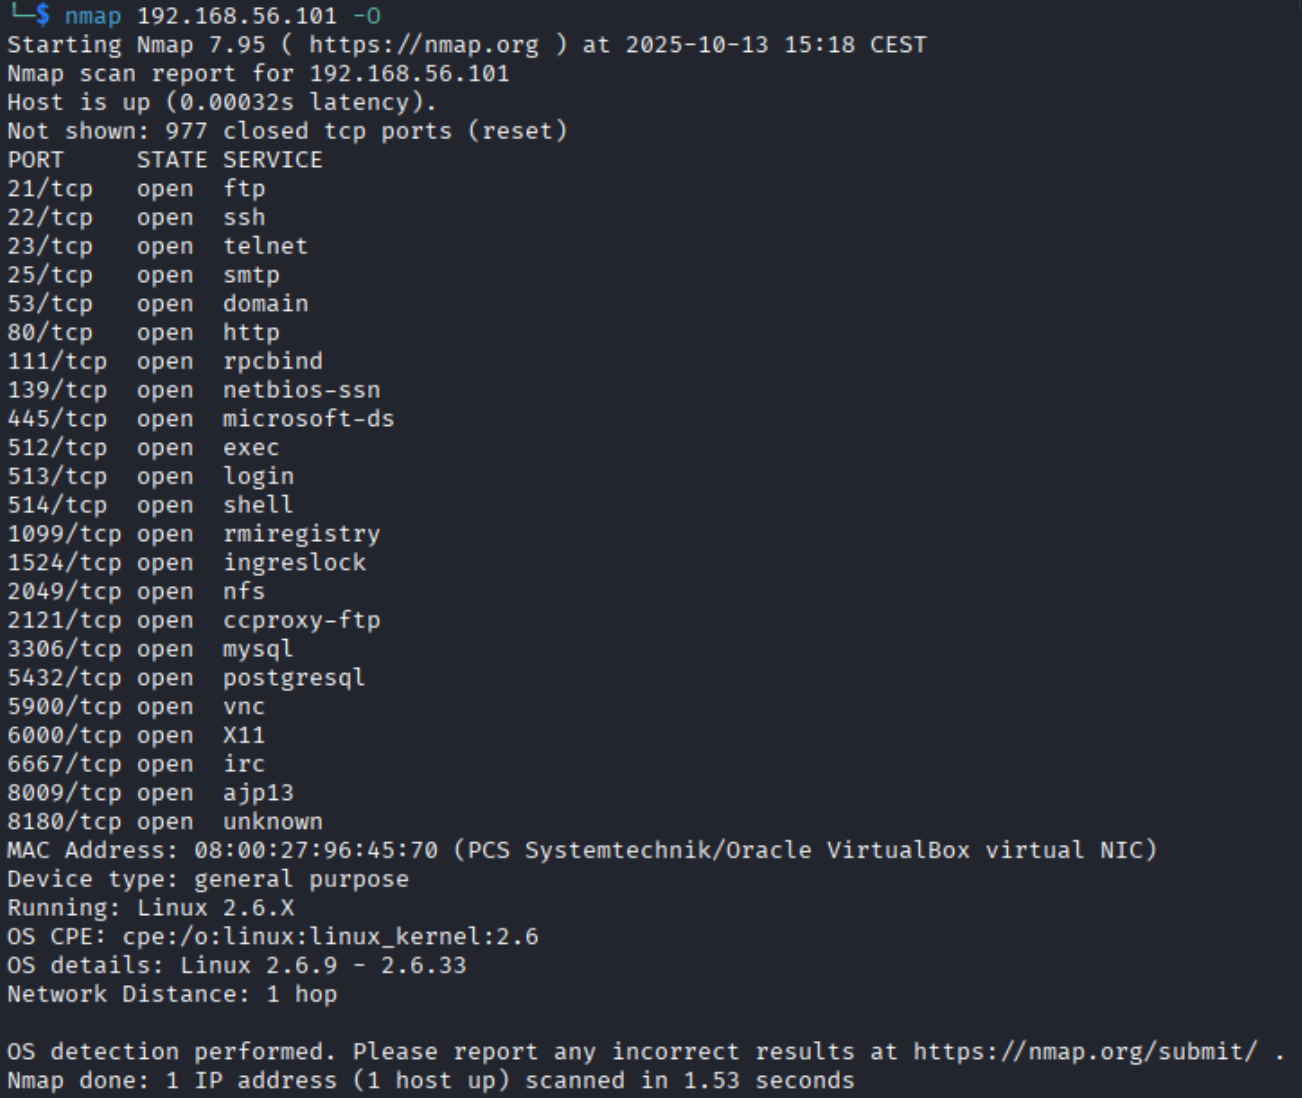 └─$ nmap 192.168.56.101 -O
Starting Nmap 7.95 ( https://nmap.org ) at 2025-10-13 15:18 CEST
Nmap scan report for 192.168.56.101
Host is up (0.00032s latency).
Not shown: 977 closed tcp ports (reset)
PORT     STATE SERVICE
21/tcp   open  ftp
22/tcp   open  ssh
23/tcp   open  telnet
25/tcp   open  smtp
53/tcp   open  domain
80/tcp   open  http
111/tcp  open  rpcbind
139/tcp  open  netbios-ssn
445/tcp  open  microsoft-ds
512/tcp  open  exec
513/tcp  open  login
514/tcp  open  shell
1099/tcp open  rmiregistry
1524/tcp open  ingreslock
2049/tcp open  nfs
2121/tcp open  ccproxy-ftp
3306/tcp open  mysql
5432/tcp open  postgresql
5900/tcp open  vnc
6000/tcp open  X11
6667/tcp open  irc
8009/tcp open  ajp13
8180/tcp open  unknown
MAC Address: 08:00:27:96:45:70 (PCS Systemtechnik/Oracle VirtualBox virtual NIC)
Device type: general purpose
Running: Linux 2.6.X
OS CPE: cpe:/o:linux:linux_kernel:2.6
OS details: Linux 2.6.9 - 2.6.33
Network Distance: 1 hop

OS detection performed. Please report any incorrect results at https://nmap.org/submit/ .
Nmap done: 1 IP address (1 host up) scanned in 1.53 seconds